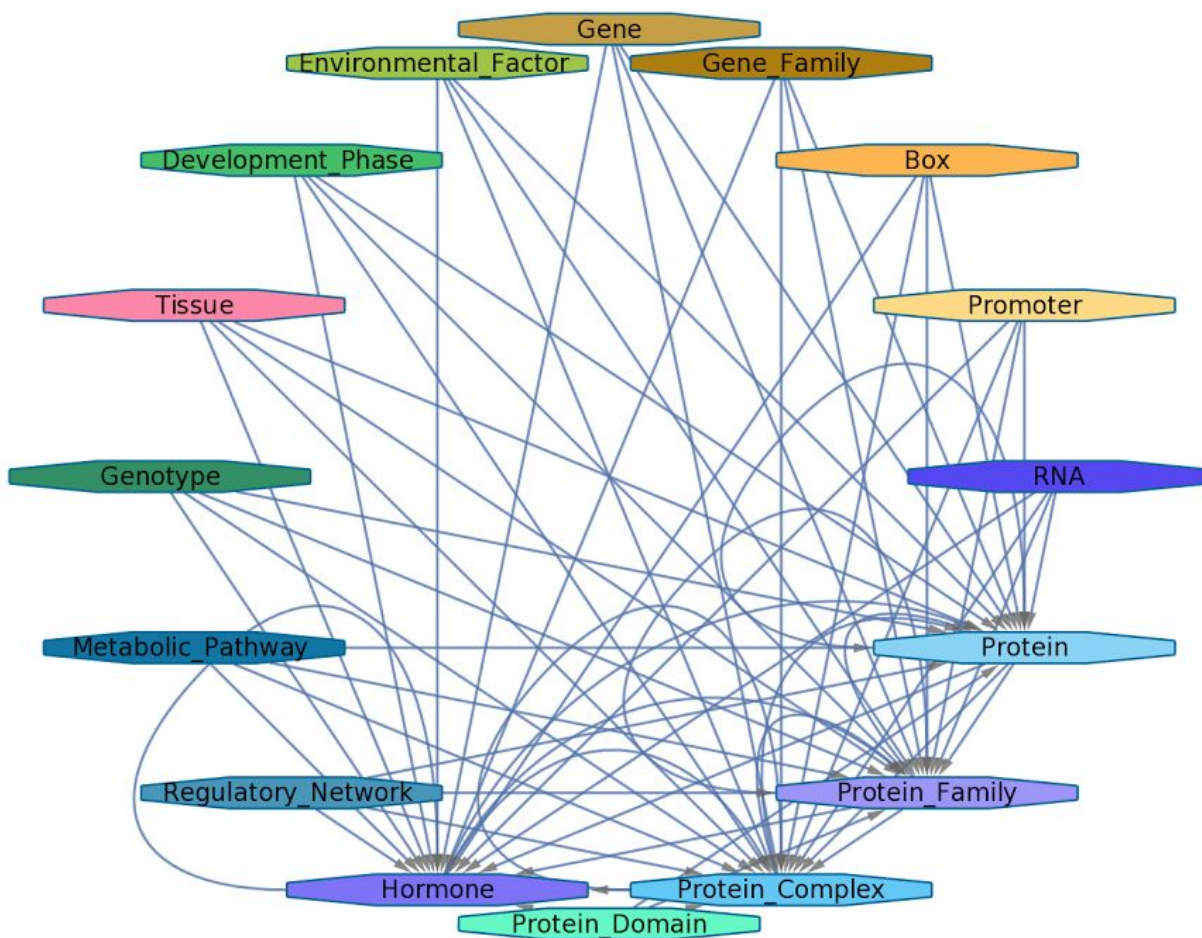 Gene
Environmental_Factor
Gene_Family
Development_Phase
Box
Tissue
Promoter
Genotype
RNA
Metabolic_Pathway
Protein
Regulatory_Network
Protein_Family
Hormone
Protein_Complex
Protein_Domain